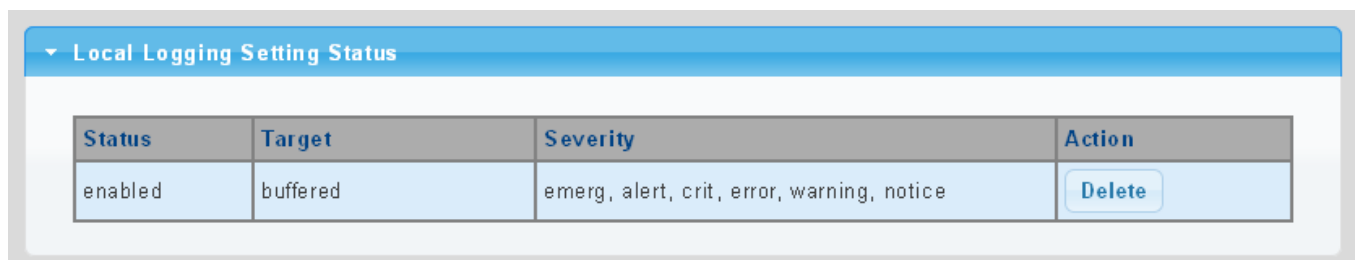 Local Logging Setting Status
Status Target Severity Action
enabled buffered emerg, alert, crit, error, warning, notice Delete